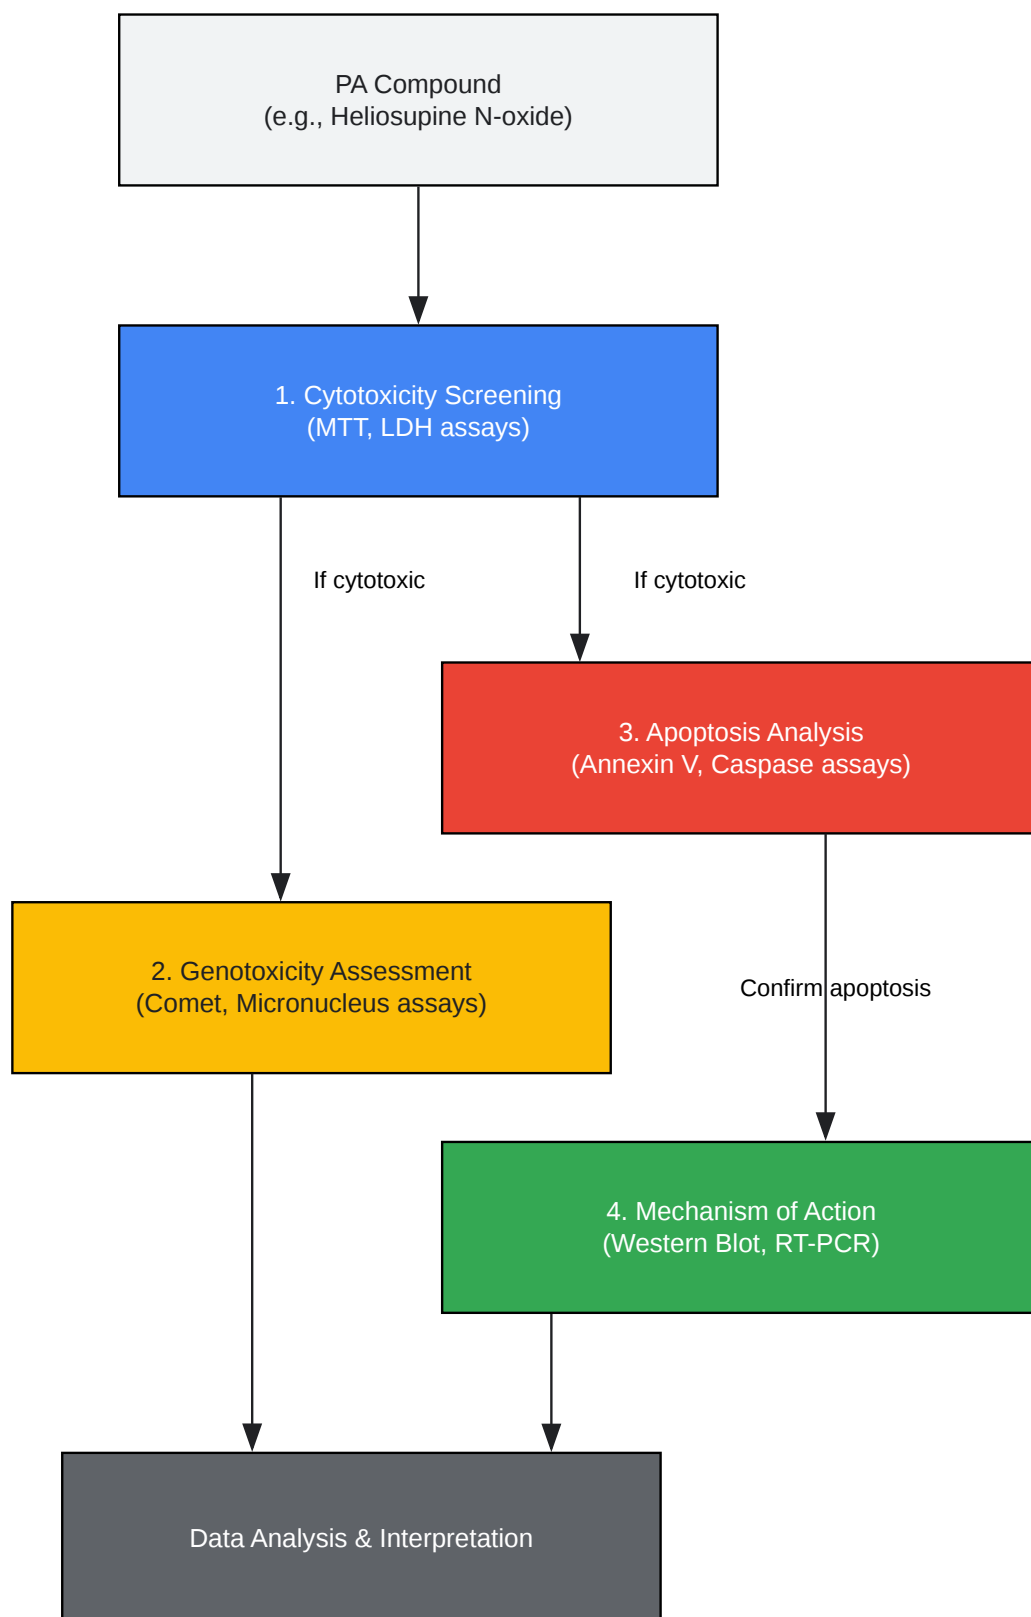 PA Compound
(e.g., Heliosupine N-oxide)
1. Cytotoxicity Screening
(MTT, LDH assays)
If cytotoxic
If cytotoxic
3. Apoptosis Analysis
(Annexin V, Caspase assays)
2. Genotoxicity Assessment
(Comet, Micronucleus assays)
Confirm apoptosis
4. Mechanism of Action
(Western Blot, RT-PCR)
Data Analysis & Interpretation